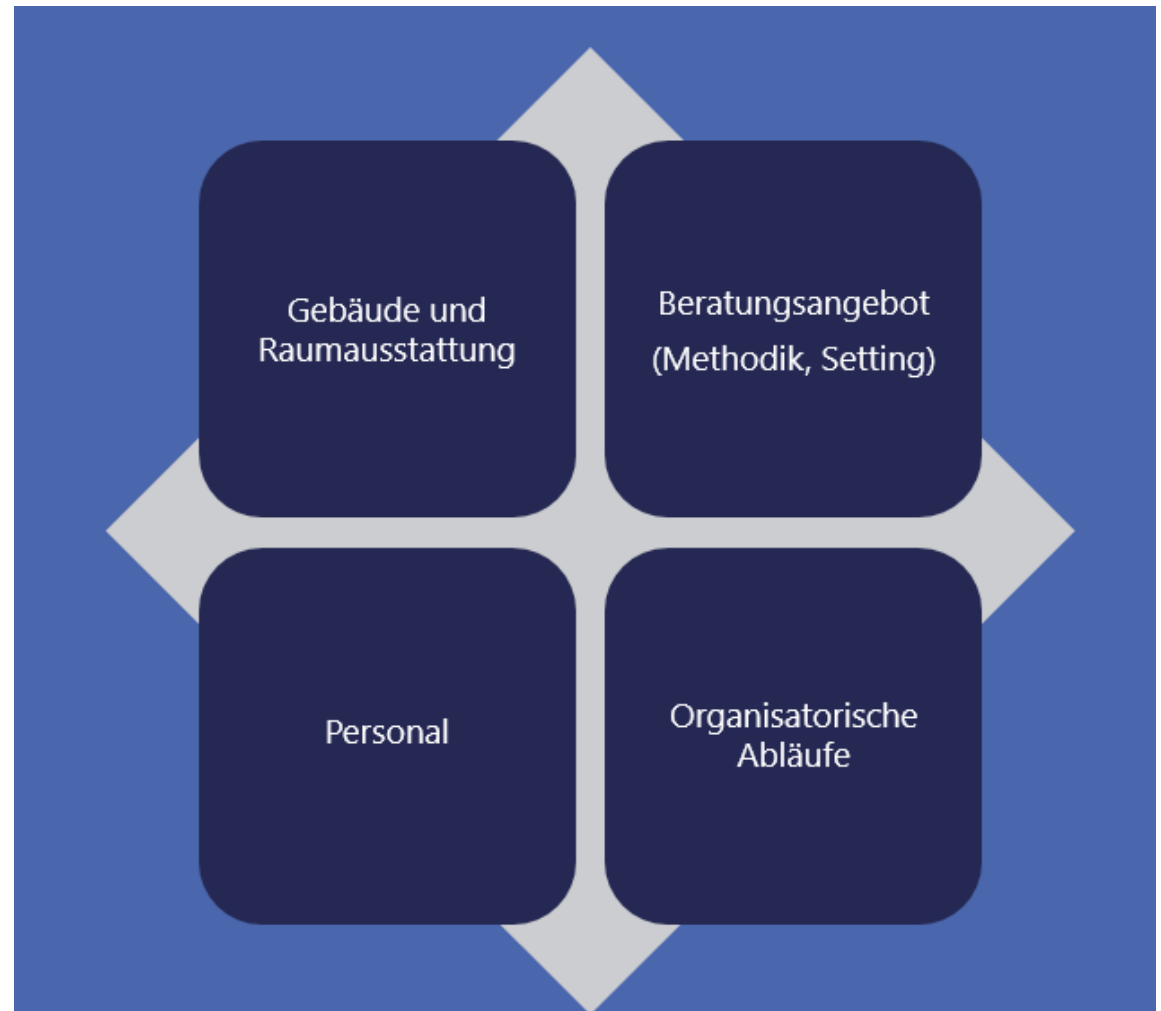 Gebäude und
Raumausstattung
Beratungsangebot
(Methodik, Setting)
Personal
Organisatorische
Abläufe